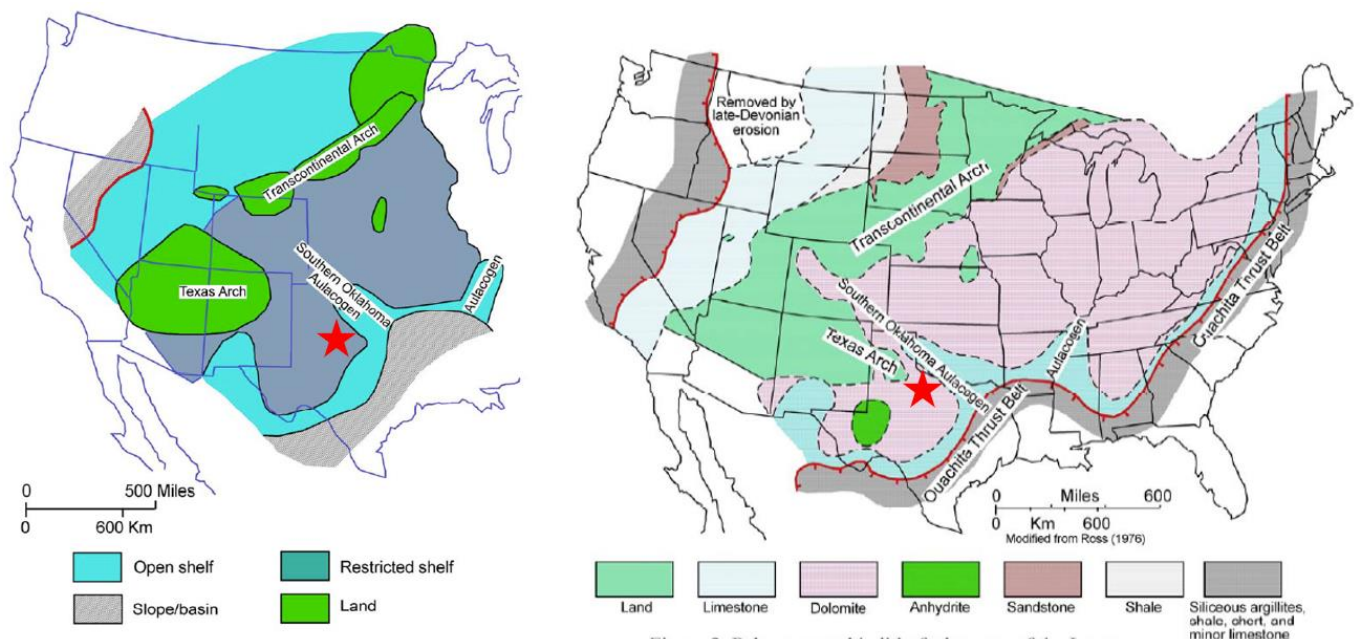 Transcontinental Arch
Texas Arch
Southern Oklahoma
Aulacogen
Aulacogen
0 500 Miles
0 600 Km
Open shelf
Restricted shelf
Slope/basin
Land
Removed by
late-Devonian
erosion
Transcontinental Arch
Southern Oklahoma Aulacogen
Texas Arch
Aulacogen
Ouachita Thrust Belt
Ouachita Thrust Belt
0 Miles 600
0 Km 600
Modified from Ross (1976)
Land
Limestone
Dolomite
Anhydrite
Sandstone
Shale
Siliceous argillites,
shale, chert, and
minor limestone